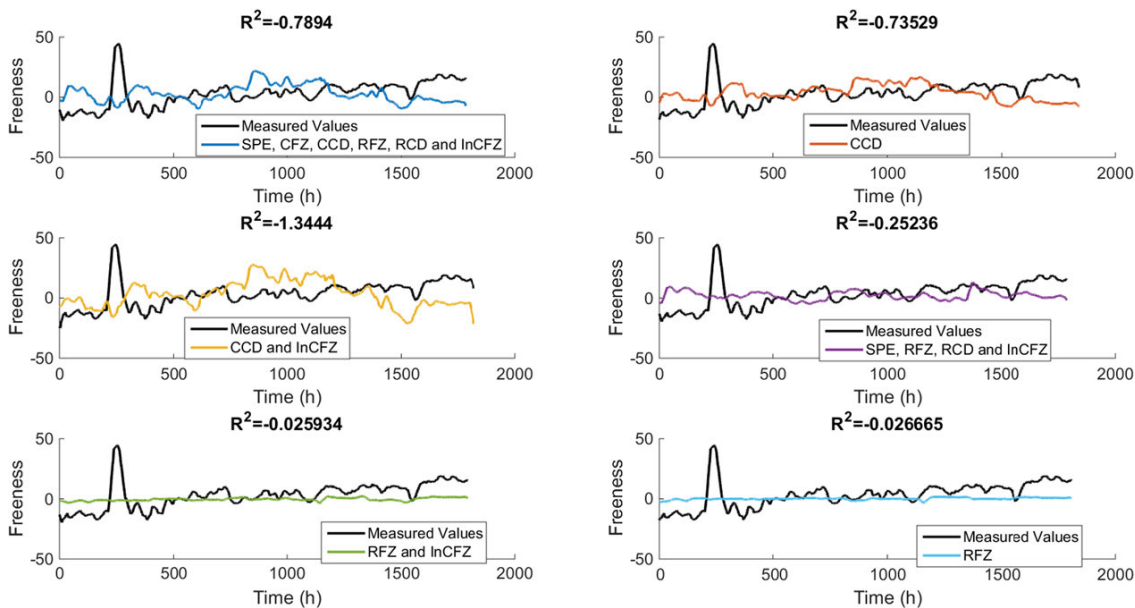 R2=-0.7894
50
0
-50
Freeness
Measured Values
SPE, CFZ, CCD, RFZ, RCD and lnCFZ
0 500 1000 1500 2000
Time (h)
R2=-0.73529
50
0
-50
Freeness
Measured Values
CCD
0 500 1000 1500 2000
Time (h)
R2=-1.3444
50
0
-50
Freeness
Measured Values
CCD and lnCFZ
0 500 1000 1500 2000
Time (h)
R2=-0.25236
50
0
-50
Freeness
Measured Values
SPE, RFZ, RCD and lnCFZ
0 500 1000 1500 2000
Time (h)
R2=-0.025934
50
0
-50
Freeness
Measured Values
RFZ and lnCFZ
0 500 1000 1500 2000
Time (h)
R2=-0.026665
50
0
-50
Freeness
Measured Values
RFZ
0 500 1000 1500 2000
Time (h)